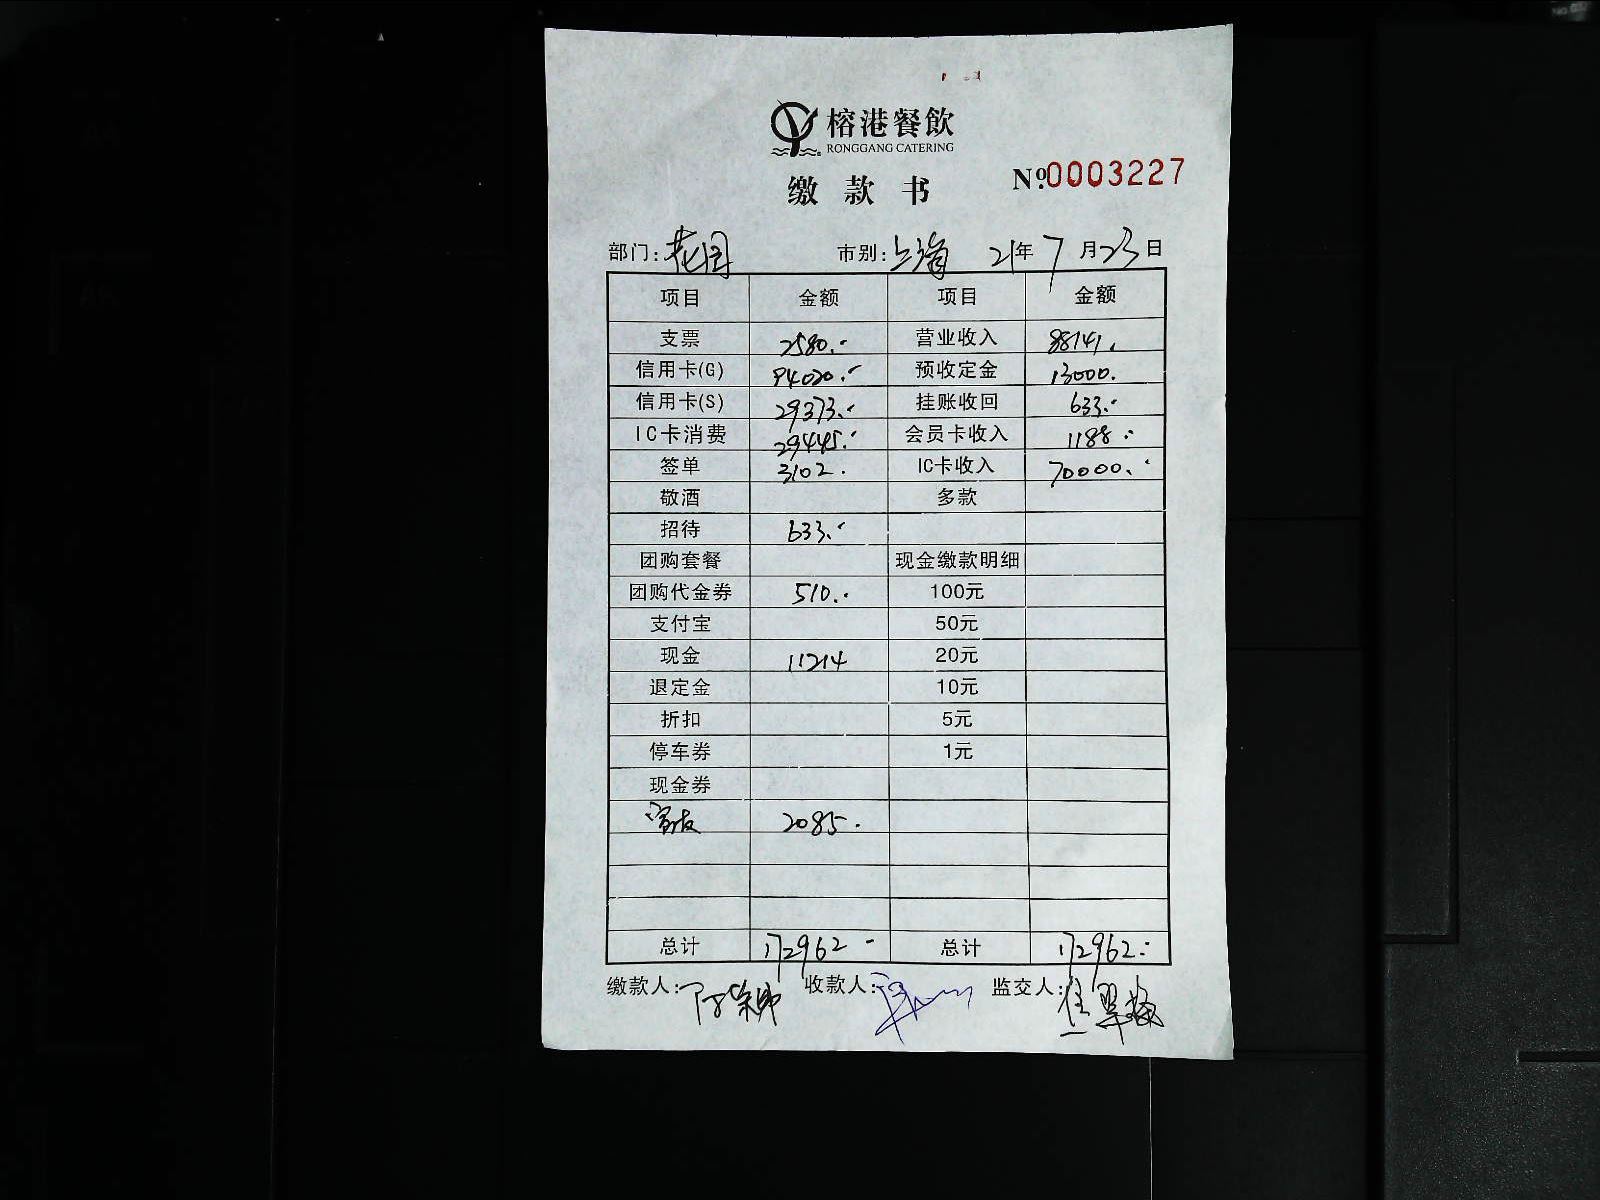 榕港餐飲
RONGGANG CATERING
缴款书
Nº.0003227
部门:花园 市别:上海 21年7月23日
项目 金额 项目 金额
支票 2580.- 营业收入 88141.
信用卡(G) 94020.- 预收定金 13000.
信用卡(S) 29373.- 挂账收回 633.-
IC卡消费 29445.- 会员卡收入 1188.-
签单 3102. IC卡收入 70000.-
敬酒 多款
招待 633.-
团购套餐 现金缴款明细
团购代金券 510.- 100元
支付宝 50元
现金 11214 20元
退定金 10元
折扣 5元
停车券 1元
现金券
2085.
总计 172962- 总计 172962.-
缴款人: 收款人: 监交人: